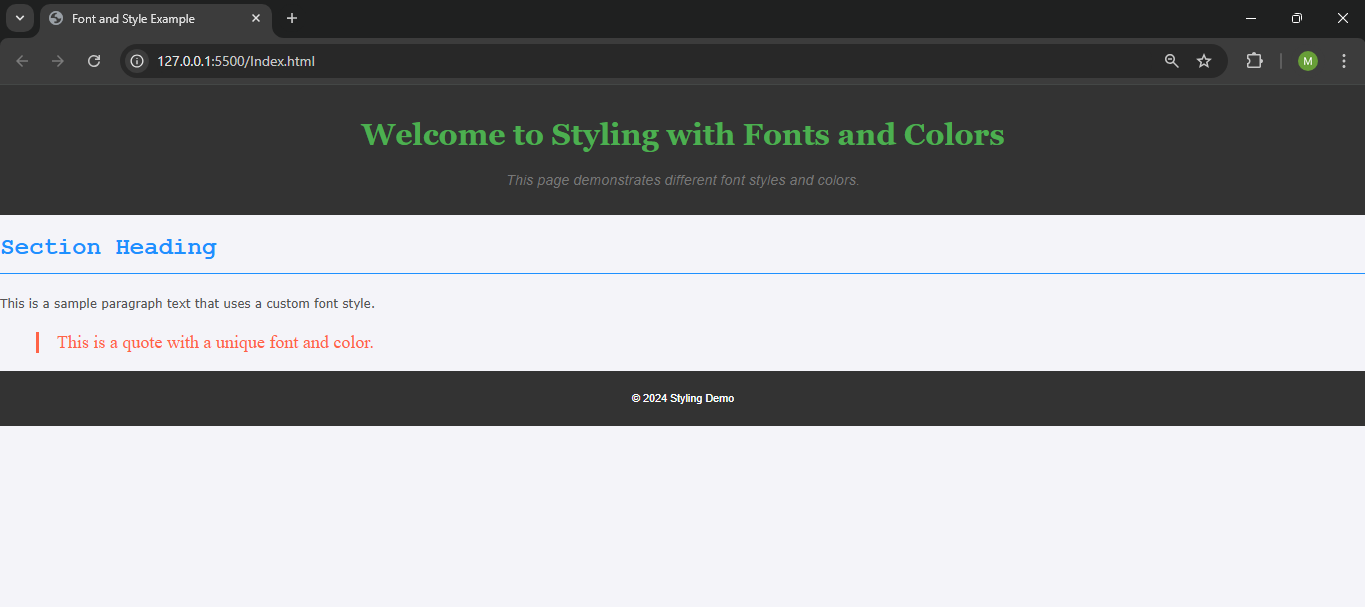 Font and Style Example
127.0.0.1:5500/Index.html
M
Welcome to Styling with Fonts and Colors
This page demonstrates different font styles and colors.
Section Heading
This is a sample paragraph text that uses a custom font style.
This is a quote with a unique font and color.
© 2024 Styling Demo